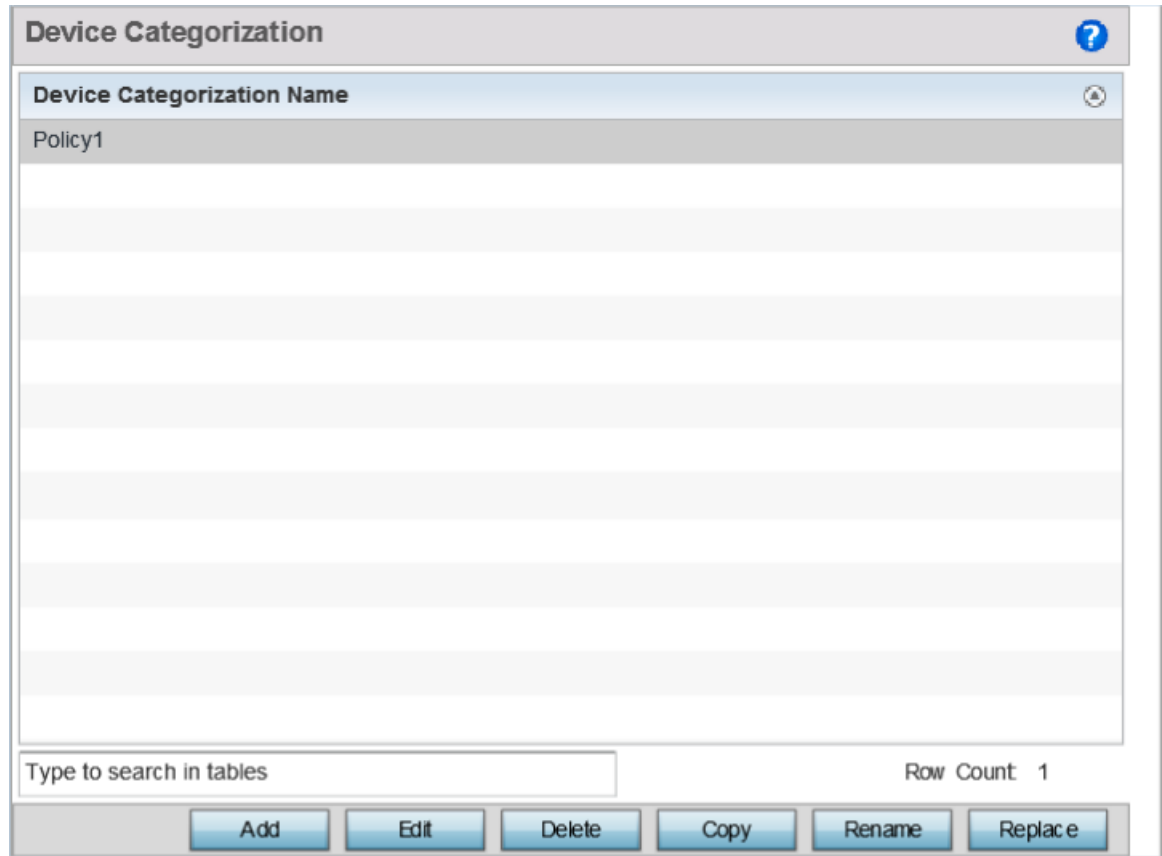 Device Categorization
?
Device Categorization Name
Policy1
Type to search in tables
Row Count: 1
Add Edit Delete Copy Rename Replace